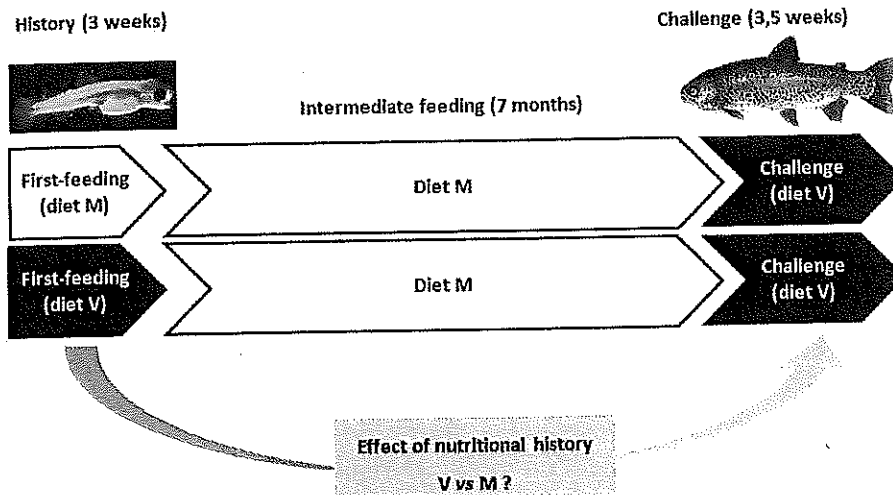 History (3 weeks)
Challenge (3,5 weeks)
Intermediate feeding (7 months)
First-feeding
(diet M)
Diet M
Challenge
(diet V)
First-feeding
(diet V)
Diet M
Challenge
(diet V)
Effect of nutritional history
V vs M ?